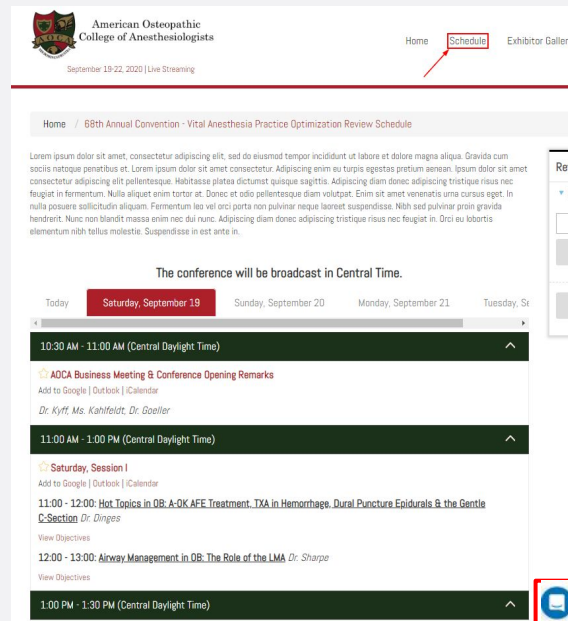 American Osteopathic
College of Anesthesiologists
AOCA
September 19-22, 2020 | Live Streaming
Home Schedule Exhibitor Galler
Home / 68th Annual Convention - Vital Anesthesia Practice Optimization Review Schedule
Lorem ipsum dolor sit amet, consectetur adipiscing elit, sed do eiusmod tempor incididunt ut labore et dolore magna aliqua. Gravida cum
sociis natoque penatibus et. Lorem ipsum dolor sit amet consectetur. Adipiscing enim eu turpis egestas pretium aenean. Ipsum dolor sit amet
consectetur adipiscing elit pellentesque. Habitasse platea dictumst quisque sagittis. Adipiscing diam donec adipiscing tristique risus nec
feugiat in fermentum. Nulla aliquet enim tortor at. Donec et odio pellentesque diam volutpat. Enim sit amet venenatis urna cursus eget. In
nulla posuere sollicitudin aliquam. Fermentum leo vel orci porta non pulvinar neque laoreet suspendisse. Nibh sed pulvinar proin gravida
hendrerit. Nunc non blandit massa enim nec dui nunc. Adipiscing diam donec adipiscing tristique risus nec feugiat in. Orci eu lobortis
elementum nibh tellus molestie. Suspendisse in est ante in.
Re
*
The conference will be broadcast in Central Time.
Today Saturday, September 19 Sunday, September 20 Monday, September 21 Tuesday, Se
10:30 AM - 11:00 AM (Central Daylight Time)
AOCA Business Meeting & Conference Opening Remarks
Add to Google | Outlook | iCalendar
Dr. Kyff, Ms. Kahlfeldt, Dr. Goeller
11:00 AM - 1:00 PM (Central Daylight Time)
Saturday, Session I
Add to Google | Outlook | iCalendar
11:00 - 12:00: Hot Topics in OB: A-OK AFE Treatment, TXA in Hemorrhage, Dural Puncture Epidurals & the Gentle
C-Section Dr. Dinges
View Objectives
12:00 - 13:00: Airway Management in OB: The Role of the LMA Dr. Sharpe
View Objectives
1:00 PM - 1:30 PM (Central Daylight Time)